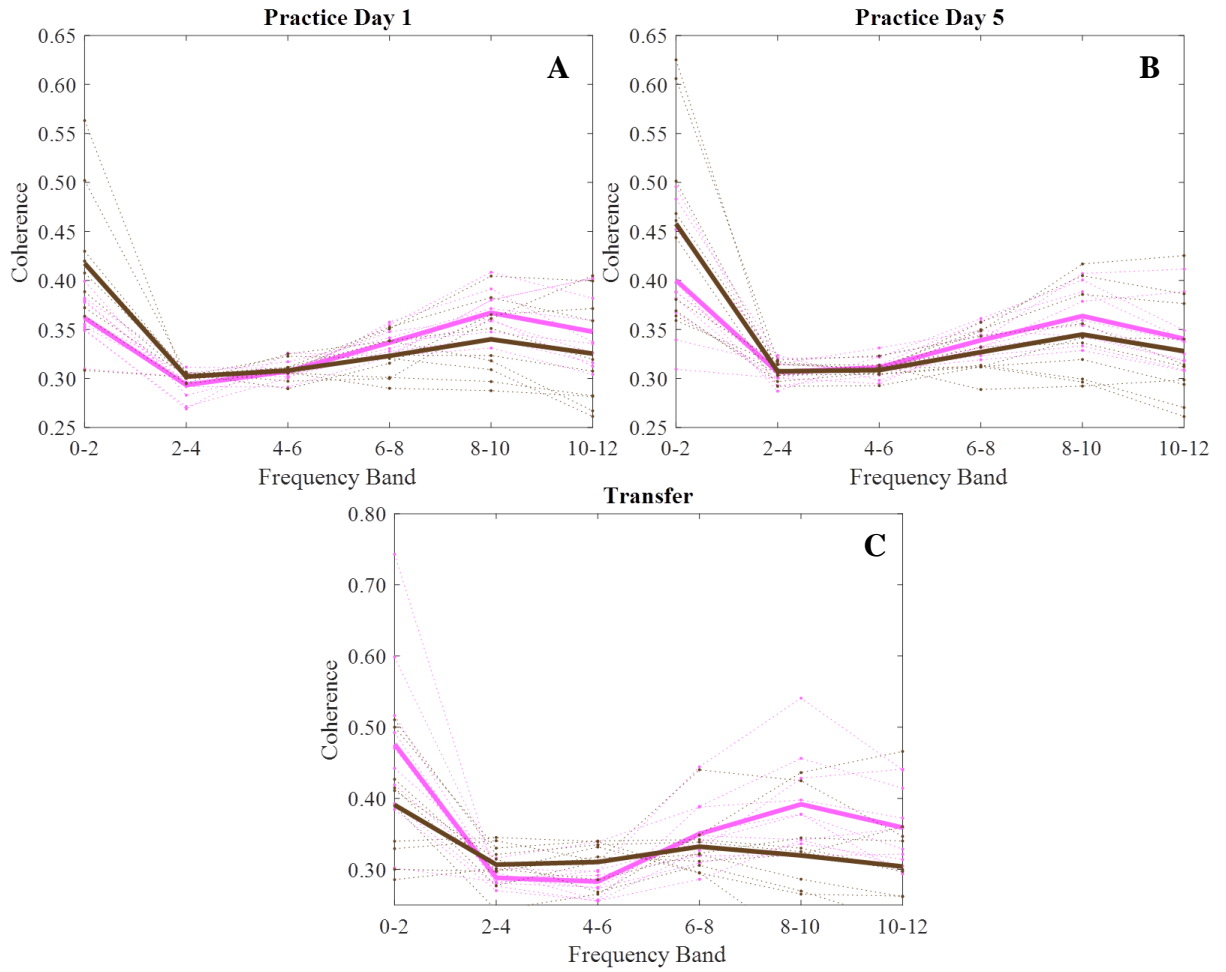 Practice Day 1
A
0.65
0.60
0.55
0.50
0.45
0.40
0.35
0.30
0.25
Coherence
0-2 2-4 4-6 6-8 8-10 10-12
Frequency Band
Practice Day 5
B
0.65
0.60
0.55
0.50
0.45
0.40
0.35
0.30
0.25
Coherence
0-2 2-4 4-6 6-8 8-10 10-12
Frequency Band
Transfer
C
0.80
0.70
0.60
0.50
0.40
0.30
Coherence
0-2 2-4 4-6 6-8 8-10 10-12
Frequency Band